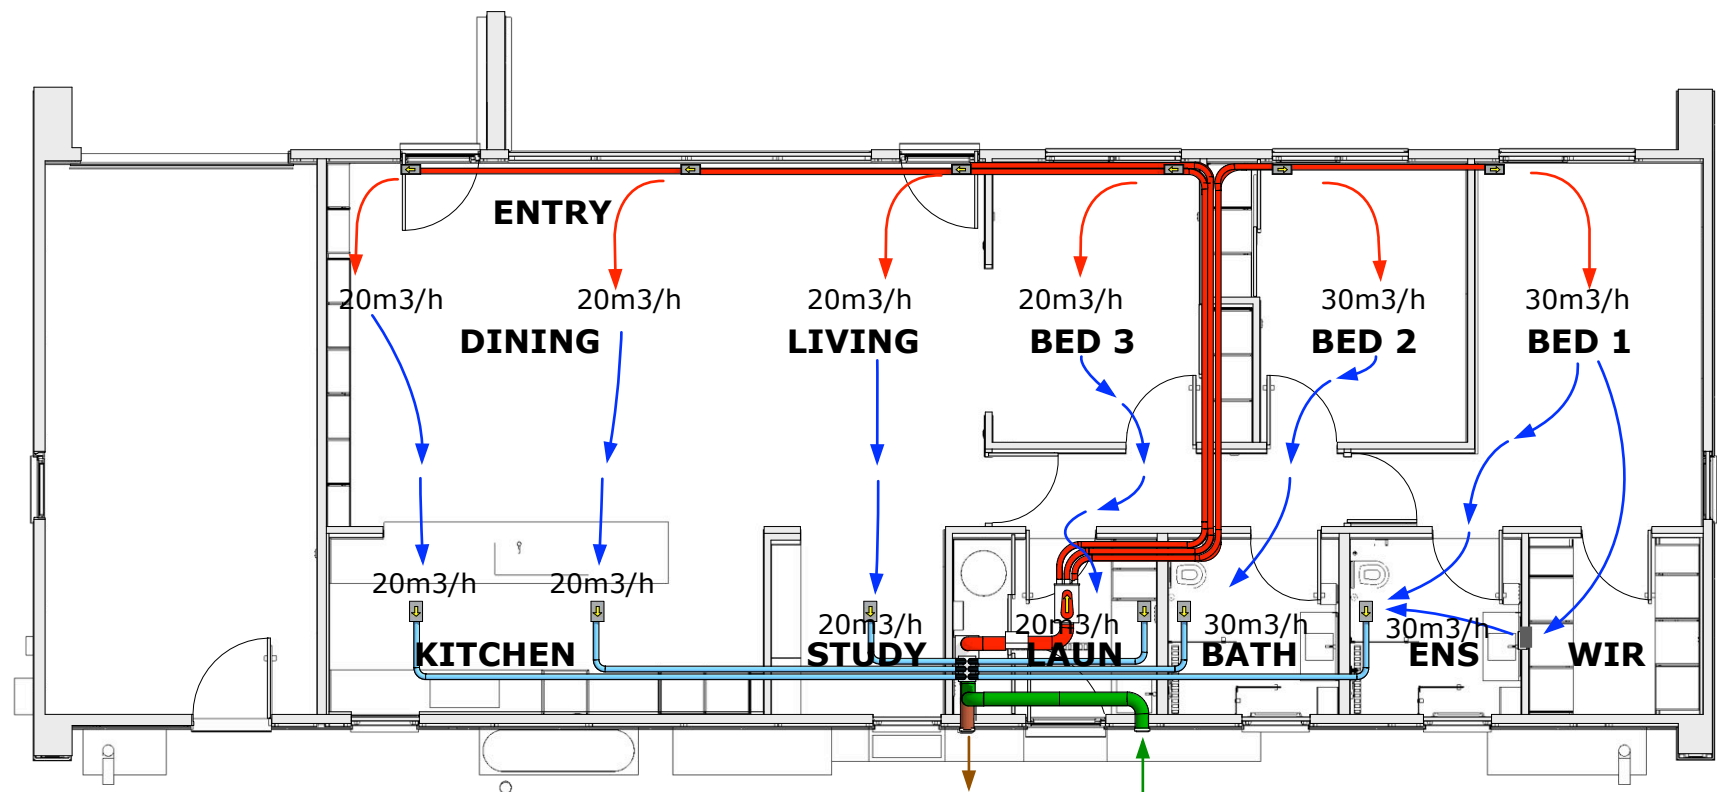 ENTRY
20m3/h
20m3/h
20m3/h
20m3/h
30m3/h
30m3/h
DINING
LIVING
BED 3
BED 2
BED 1
20m3/h
20m3/h
20m3/h
20m3/h
30m3/h
30m3/h
KITCHEN
STUDY
LAUN
BATH
ENS
WIR